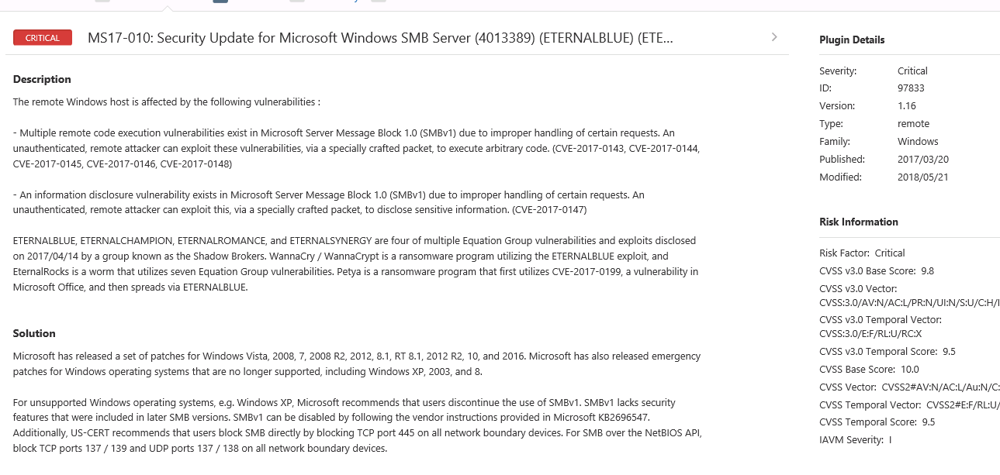 CRITICAL
MS17-010: Security Update for Microsoft Windows SMB Server (4013389) (ETERNALBLUE) (ETE...
Description
The remote Windows host is affected by the following vulnerabilities :
- Multiple remote code execution vulnerabilities exist in Microsoft Server Message Block 1.0 (SMBv1) due to improper handling of certain requests. An
unauthenticated, remote attacker can exploit these vulnerabilities, via a specially crafted packet, to execute arbitrary code. (CVE-2017-0143, CVE-2017-0144,
CVE-2017-0145, CVE-2017-0146, CVE-2017-0148)
- An information disclosure vulnerability exists in Microsoft Server Message Block 1.0 (SMBv1) due to improper handling of certain requests. An
unauthenticated, remote attacker can exploit this, via a specially crafted packet, to disclose sensitive information. (CVE-2017-0147)
ETERNALBLUE, ETERNALCHAMPION, ETERNALROMANCE, and ETERNALSYNERGY are four of multiple Equation Group vulnerabilities and exploits disclosed
on 2017/04/14 by a group known as the Shadow Brokers. WannaCry / WannaCrypt is a ransomware program utilizing the ETERNALBLUE exploit, and
EternalRocks is a worm that utilizes seven Equation Group vulnerabilities. Petya is a ransomware program that first utilizes CVE-2017-0199, a vulnerability in
Microsoft Office, and then spreads via ETERNALBLUE.
Solution
Microsoft has released a set of patches for Windows Vista, 2008, 7, 2008 R2, 2012, 8.1, RT 8.1, 2012 R2, 10, and 2016. Microsoft has also released emergency
patches for Windows operating systems that are no longer supported, including Windows XP, 2003, and 8.
For unsupported Windows operating systems, e.g. Windows XP, Microsoft recommends that users discontinue the use of SMBv1. SMBv1 lacks security
features that were included in later SMB versions. SMBv1 can be disabled by following the vendor instructions provided in Microsoft KB2696547.
Additionally, US-CERT recommends that users block SMB directly by blocking TCP port 445 on all network boundary devices. For SMB over the NetBIOS API,
block TCP ports 137 / 139 and UDP ports 137 / 138 on all network boundary devices.
Plugin Details
Severity: Critical
ID: 97833
Version: 1.16
Type: remote
Family: Windows
Published: 2017/03/20
Modified: 2018/05/21
Risk Information
Risk Factor: Critical
CVSS v3.0 Base Score: 9.8
CVSS v3.0 Vector:
CVSS:3.0/AV:N/AC:L/PR:N/UI:N/S:U/C:H/I
CVSS v3.0 Temporal Vector:
CVSS:3.0/E:F/RL:U/RC:X
CVSS v3.0 Temporal Score: 9.5
CVSS Base Score: 10.0
CVSS Vector: CVSS2#AV:N/AC:L/Au:N/C:
CVSS Temporal Vector: CVSS2#E:F/RL:U/
CVSS Temporal Score: 9.5
IAVM Severity: I